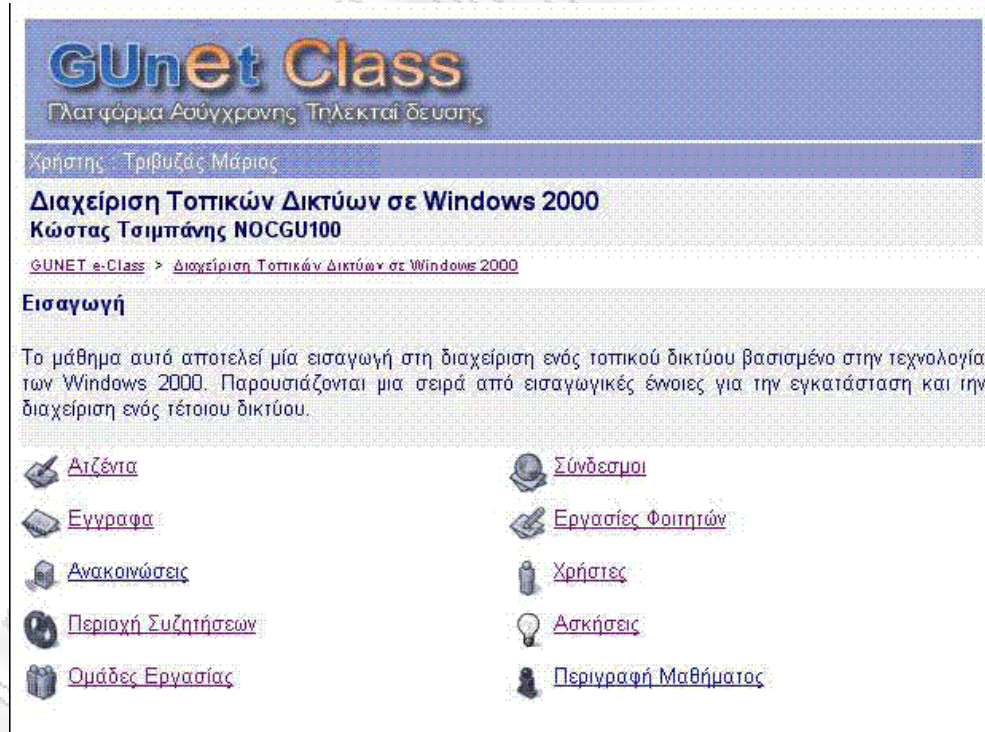 GUnet Class
Πλατφόρμα Ασύγχρονης Τηλεκταί δευσης
Χρήστης : Τριβυζάς Μάριος
Διαχείριση Τοπικών Δικτύων σε Windows 2000
Κώστας Τσιμπάνης NOCGU100
GUNET e-Class > Διαχείριση Τοπικών Δικτύων σε Windows 2000
Εισαγωγή
Το μάθημα αυτό αποτελεί μία εισαγωγή στη διαχείριση ενός τοπικού δικτύου βασισμένο στην τεχνολογία
των Windows 2000. Παρουσιάζονται μια σειρά από εισαγωγικές έννοιες για την εγκατάσταση και την
διαχείριση ενός τέτοιου δικτύου.
Ατζέντα
Σύνδεσμοι
Εγγραφα
Εργασίες Φοιτητών
Ανακοινώσεις
Χρήστες
Περιοχή Συζητήσεων
Ασκήσεις
Ομάδες Εργασίας
Περιγραφή Μαθήματος